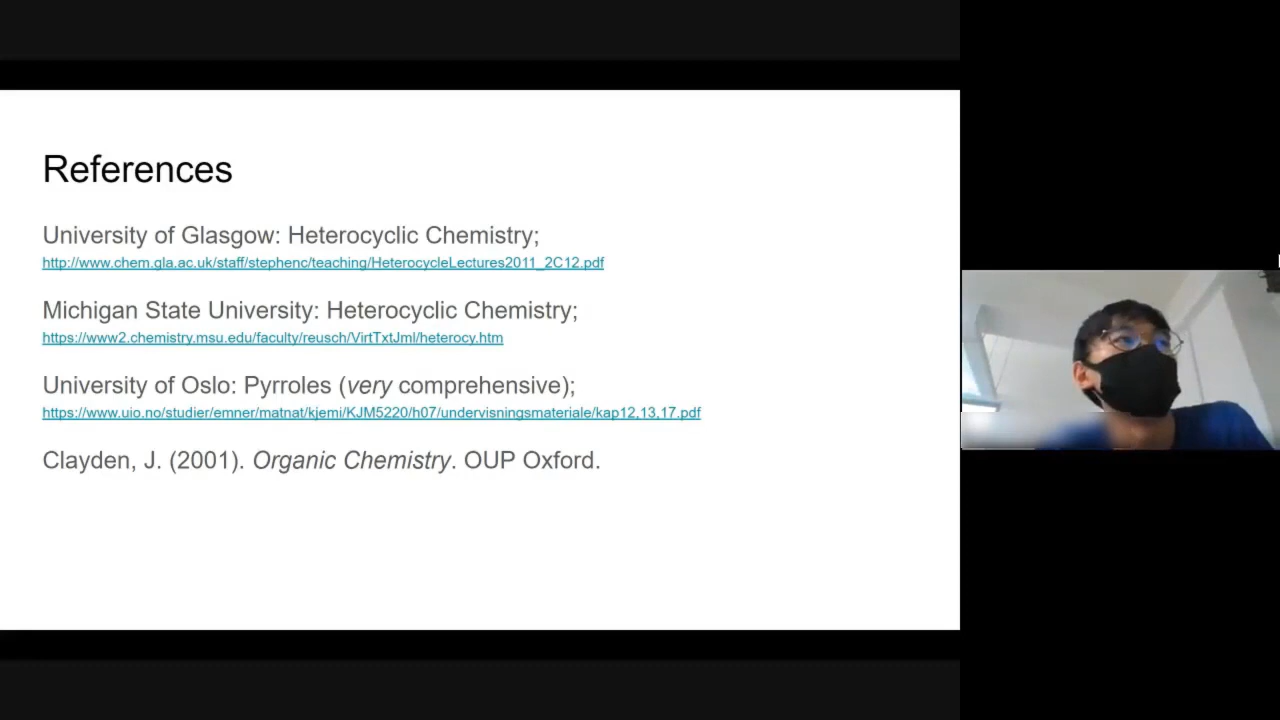 References
University of Glasgow: Heterocyclic Chemistry;
http://www.chem.gla.ac.uk/staff/stephenc/teaching/HeterocycleLectures2011_2C12.pdf
Michigan State University: Heterocyclic Chemistry;
https://www2.chemistry.msu.edu/faculty/reusch/VirtTxtJml/heterocy.htm
University of Oslo: Pyrroles (very comprehensive);
https://www.uio.no/studier/emner/matnat/kjemi/KJM5220/h07/undervisningsmateriale/kap12,13,17.pdf
Clayden, J. (2001). Organic Chemistry. OUP Oxford.